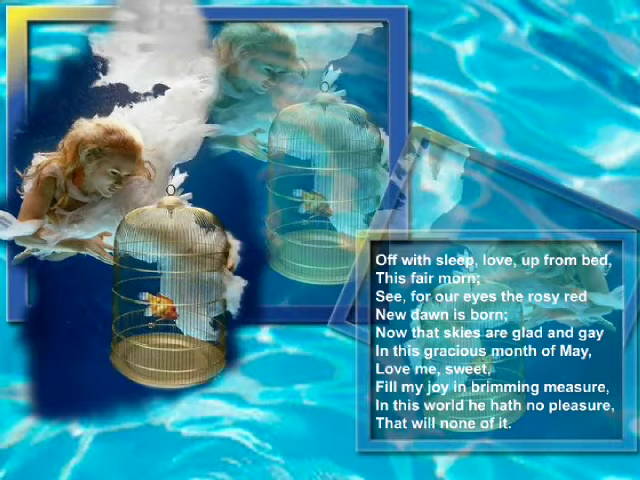 Off with sleep, love, up from bed,
This fair morn;
See, for our eyes the rosy red
New dawn is born;
Now that skies are glad and gay
In this gracious month of May,
Love me, sweet,
Fill my joy in brimming measure,
In this world he hath no pleasure,
That will none of it.